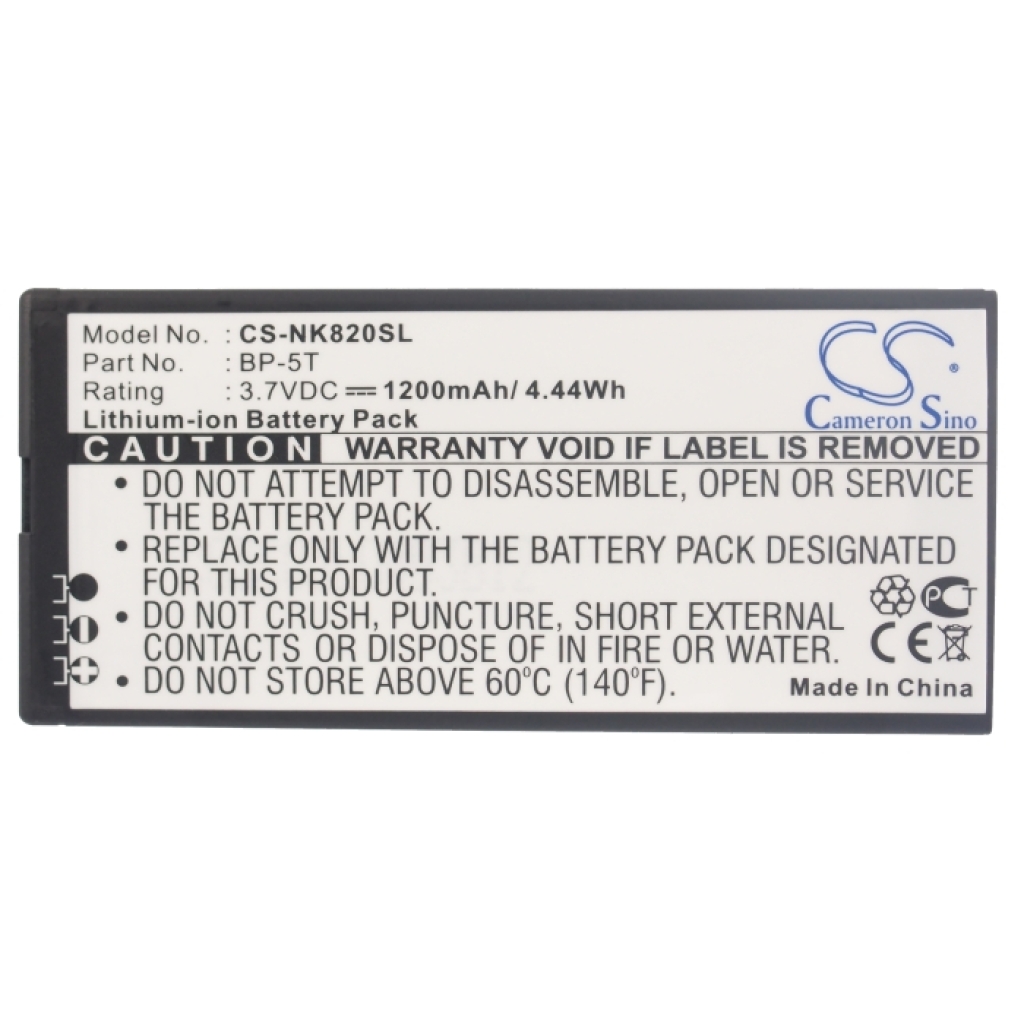 Model No. : CS-NK820SL
Part No. : BP-5T
Rating : 3.7VDC 1200mAh/ 4.44Wh
Lithium-ion Battery Pack
CS ®
Cameron Sino
CAUTION WARRANTY VOID IF LABEL IS REMOVED
• DO NOT ATTEMPT TO DISASSEMBLE, OPEN OR SERVICE
THE BATTERY PACK.
• REPLACE ONLY WITH THE BATTERY PACK DESIGNATED
FOR THIS PRODUCT.
• DO NOT CRUSH, PUNCTURE, SHORT EXTERNAL
CONTACTS OR DISPOSE OF IN FIRE OR WATER.
• DO NOT STORE ABOVE 60°C (140°F).
PCT
CE
Made In China